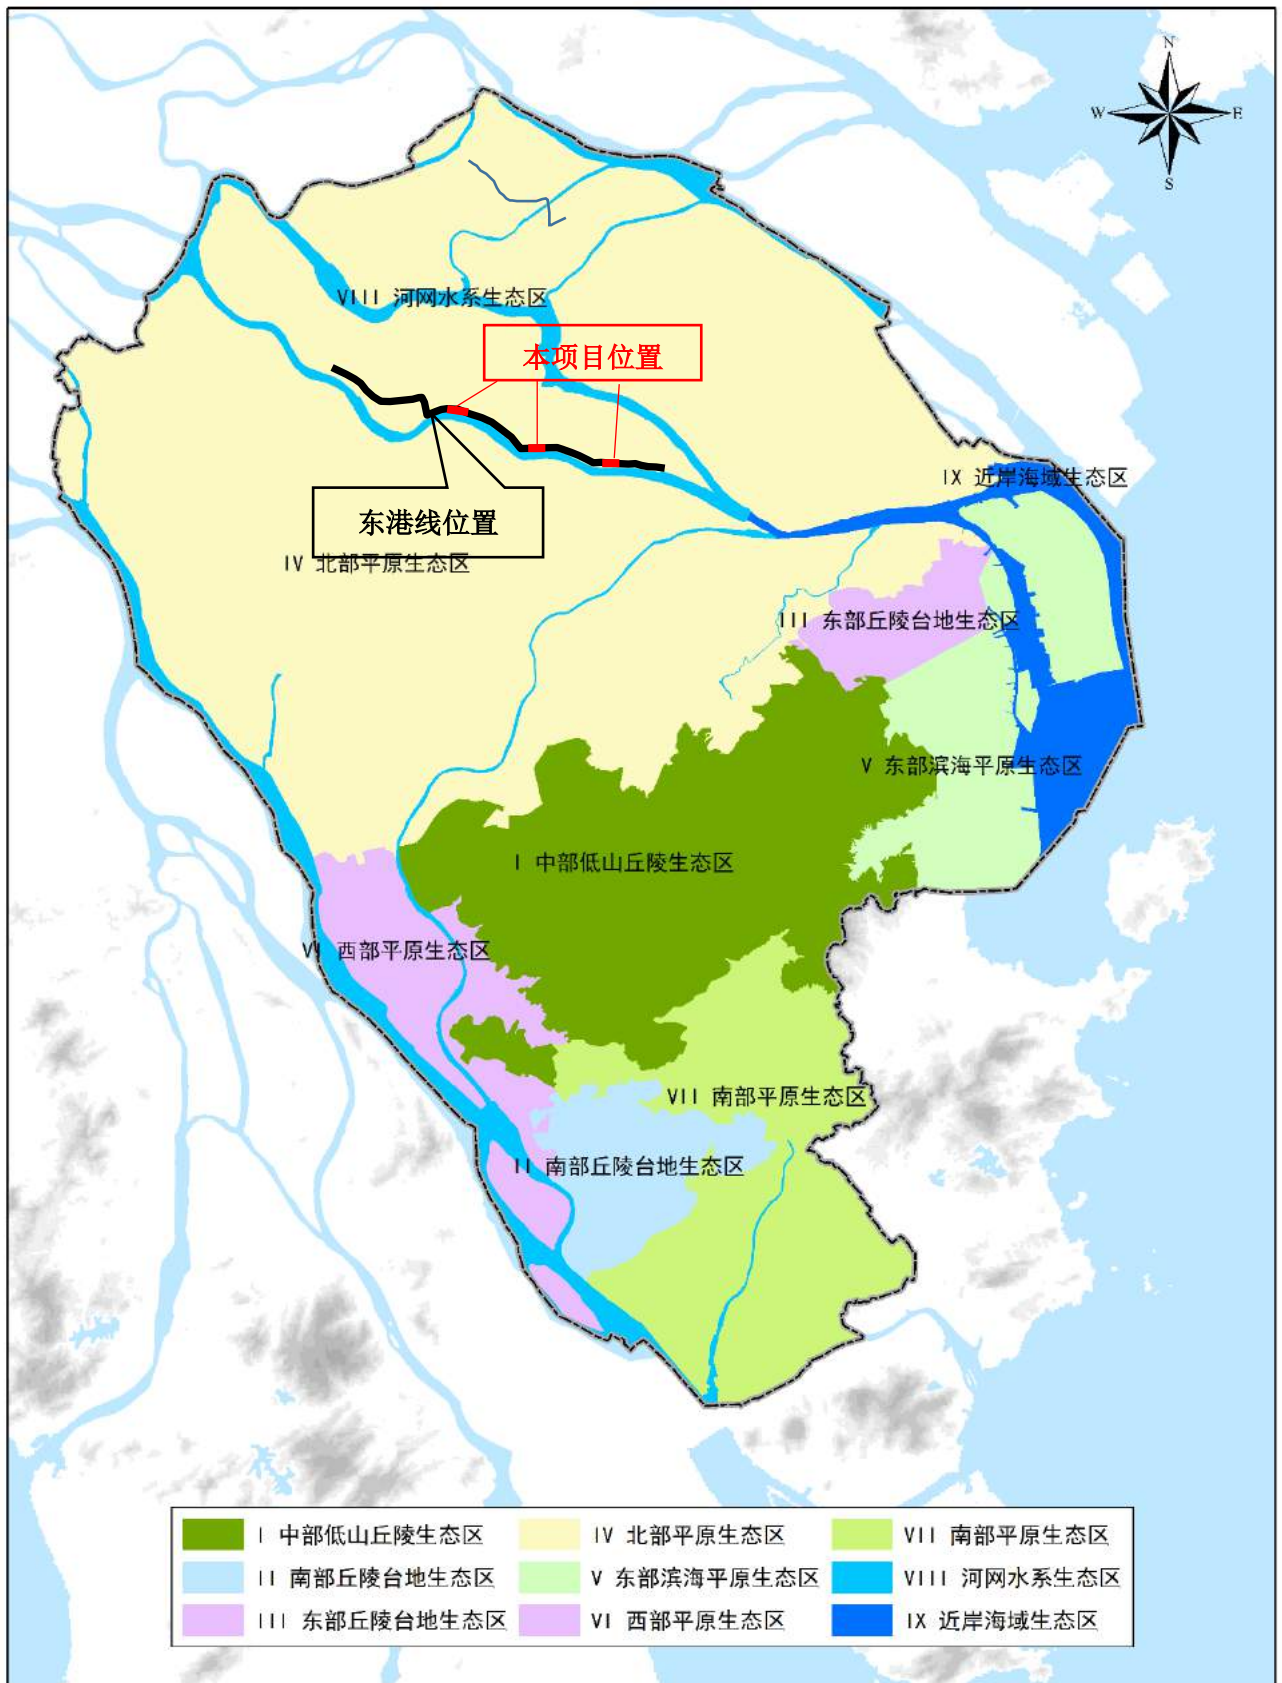 N
W
E
S
VIII 河网水系生态区
本项目位置
IX 近岸海域生态区
东港线位置
IV 北部平原生态区
III 东部丘陵台地生态区
V 东部滨海平原生态区
I 中部低山丘陵生态区
VI 西部平原生态区
VII 南部平原生态区
II 南部丘陵台地生态区
I 中部低山丘陵生态区
IV 北部平原生态区
VII 南部平原生态区
II 南部丘陵台地生态区
V 东部滨海平原生态区
VIII 河网水系生态区
III 东部丘陵台地生态区
VI 西部平原生态区
IX 近岸海域生态区